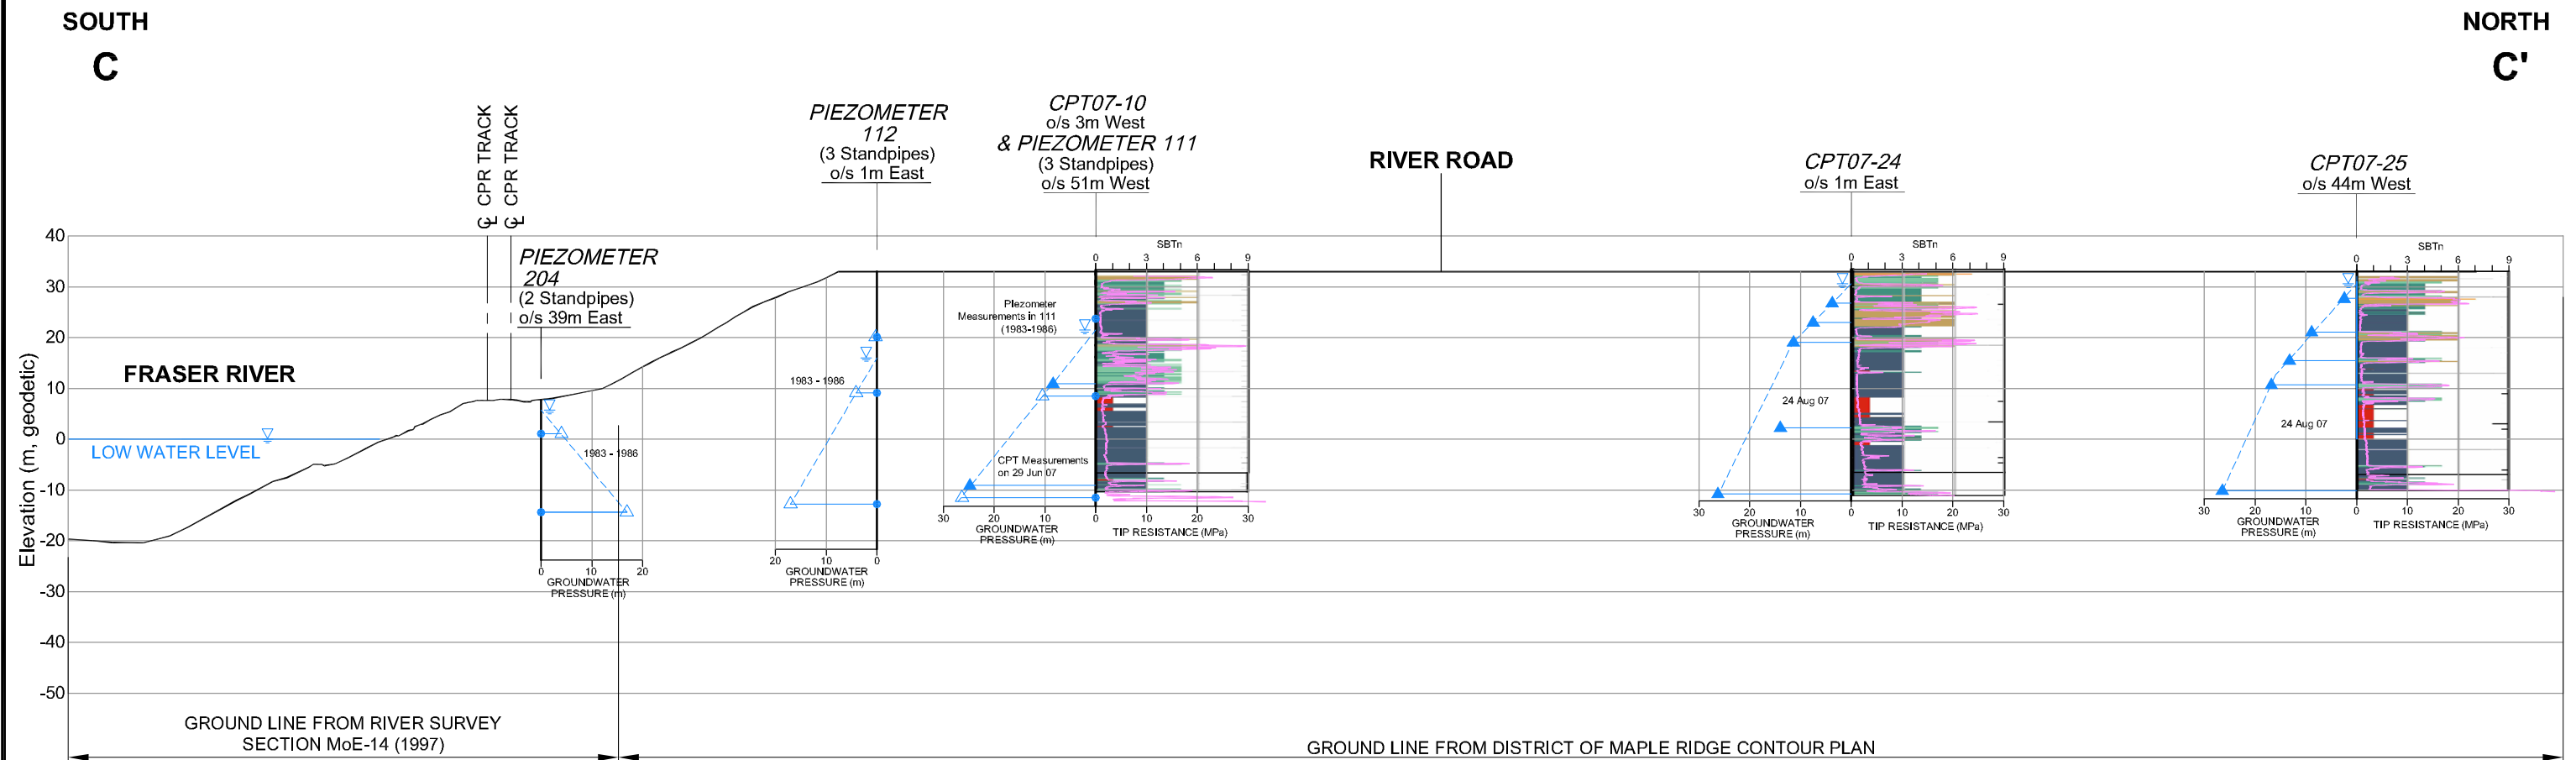 SOUTH
NORTH
C
C'
CPR TRACK
CPR TRACK
PIEZOMETER
112
(3 Standpipes)
o/s 1m East
CPT07-10
o/s 3m West
& PIEZOMETER 111
(3 Standpipes)
o/s 51m West
RIVER ROAD
CPT07-24
o/s 1m East
CPT07-25
o/s 44m West
PIEZOMETER
204
(2 Standpipes)
o/s 39m East
Elevation (m, geodetic)
40
30
20
10
0
-10
-20
-30
-40
-50
FRASER RIVER
LOW WATER LEVEL
1983 - 1986
0 10 20
GROUNDWATER
PRESSURE (m)
1983 - 1986
20 10 0
GROUNDWATER
PRESSURE (m)
SBTn
0 3 6 9
Piezometer
Measurements in 111
(1983-1986)
CPT Measurements
on 29 Jun 07
30 20 10 0 10 20 30
GROUNDWATER
PRESSURE (m)
TIP RESISTANCE (MPa)
SBTn
0 3 6 9
24 Aug 07
30 20 10 0 10 20 30
GROUNDWATER
PRESSURE (m)
TIP RESISTANCE (MPa)
SBTn
0 3 6 9
24 Aug 07
30 20 10 0 10 20 30
GROUNDWATER
PRESSURE (m)
TIP RESISTANCE (MPa)
GROUND LINE FROM RIVER SURVEY
SECTION MoE-14 (1997)
GROUND LINE FROM DISTRICT OF MAPLE RIDGE CONTOUR PLAN